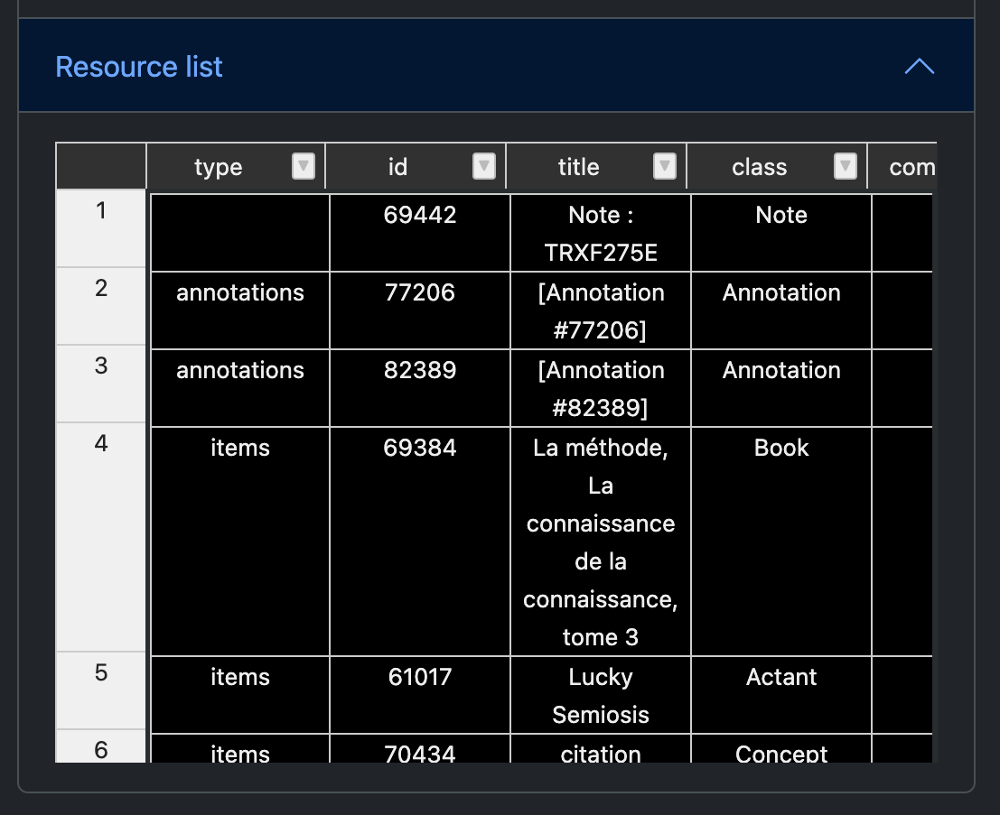 Resource list
type id title class com
1 69442 Note : Note
TRXF275E
2 annotations 77206 [Annotation Annotation
#77206]
3 annotations 82389 [Annotation Annotation
#82389]
4 items 69384 La méthode, Book
La
connaissance
de la
connaissance,
tome 3
5 items 61017 Lucky Actant
Semiosis
6 items 70434 citation Concept